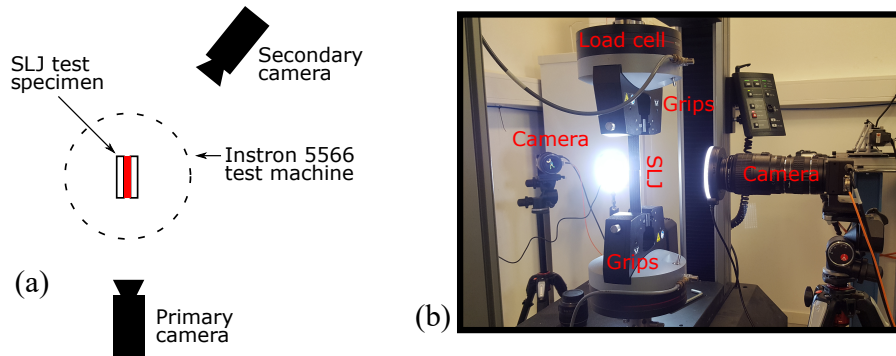 SLJ test
specimen
Secondary
camera
Instron 5566
test machine
(a)
Primary
camera
Load cell
Grips
Camera
SLJ
Camera
Grips
(b)